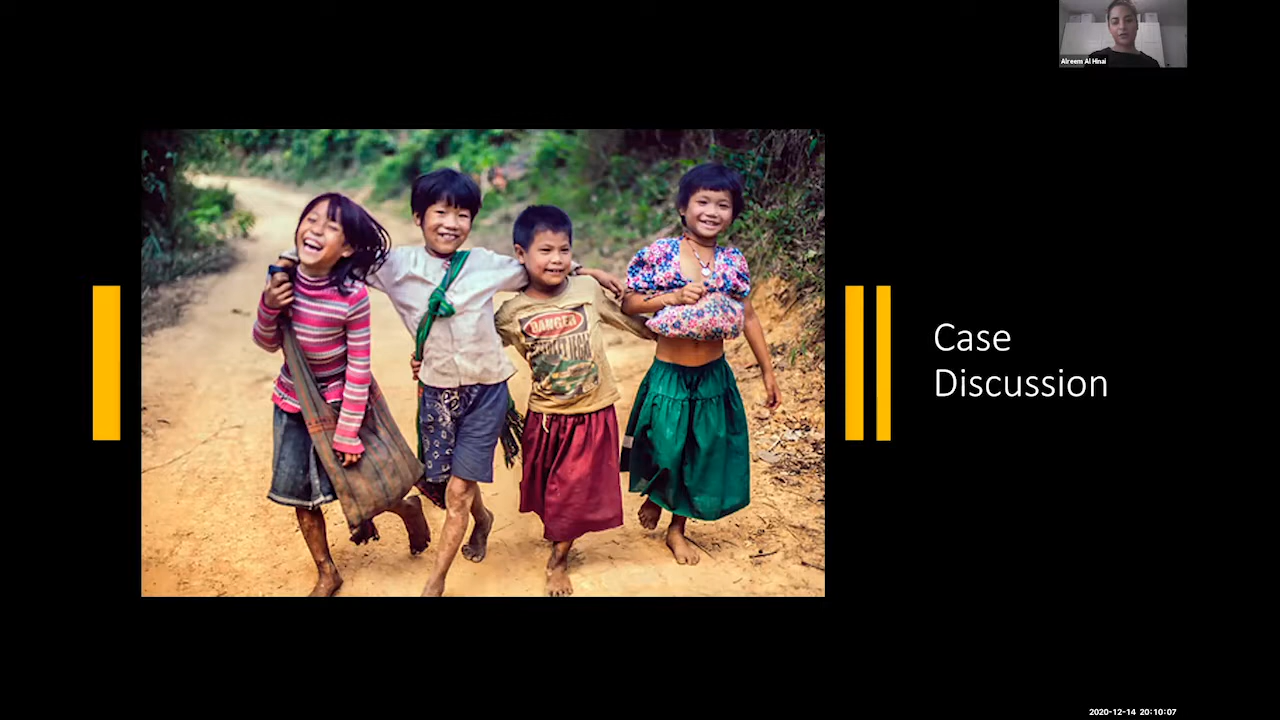 Alreem Al Hinai
DANGER
Case
Discussion
2020-12-14 20:10:07